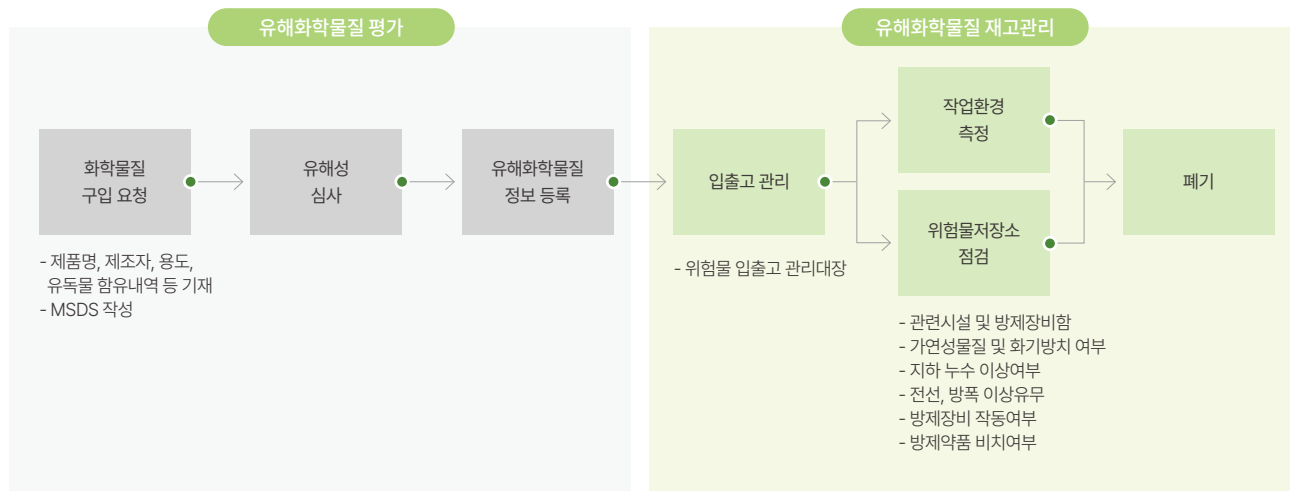 유해화학물질 평가
화학물질
구입 요청
유해성
심사
유해화학물질
정보 등록
- 제품명, 제조자, 용도,
유독물 함유내역 등 기재
- MSDS 작성
유해화학물질 재고관리
입출고 관리
- 위험물 입출고 관리대장
작업환경
측정
위험물저장소
점검
- 관련시설 및 방제장비함
- 가연성물질 및 화기방치 여부
- 지하 누수 이상여부
- 전선, 방폭 이상유무
- 방제장비 작동여부
- 방제약품 비치여부
폐기